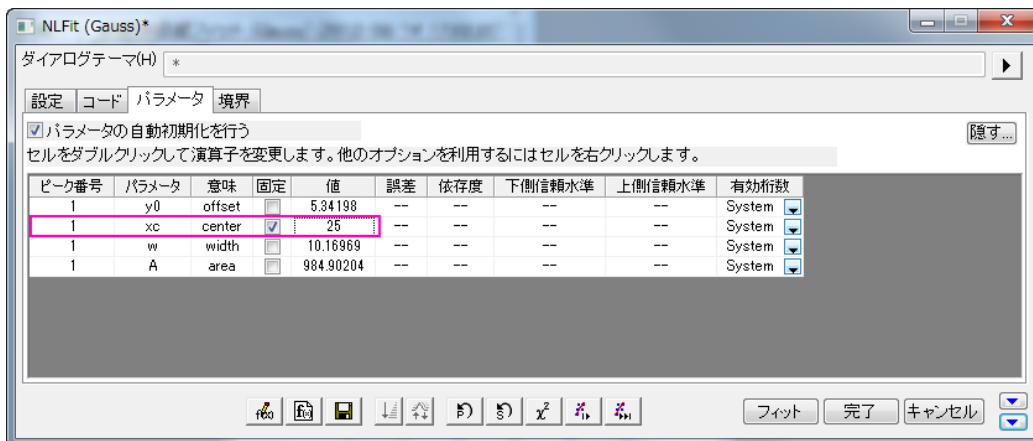 NLFit (Gauss)*
ダイアログテーマ(H) *
設定 コード パラメータ 境界
パラメータの自動初期化を行う 隠す...
セルをダブルクリックして演算子を変更します。他のオプションを利用するにはセルを右クリックします。
ピーク番号 パラメータ 意味 固定 値 誤差 依存度 下側信頼水準 上側信頼水準 有効桁数
1 y0 offset 5.34198 -- -- -- -- System
1 xc center 25 -- -- -- -- System
1 w width 10.16969 -- -- -- -- System
1 A area 984.90204 -- -- -- -- System
χ² フィット 完了 キャンセル